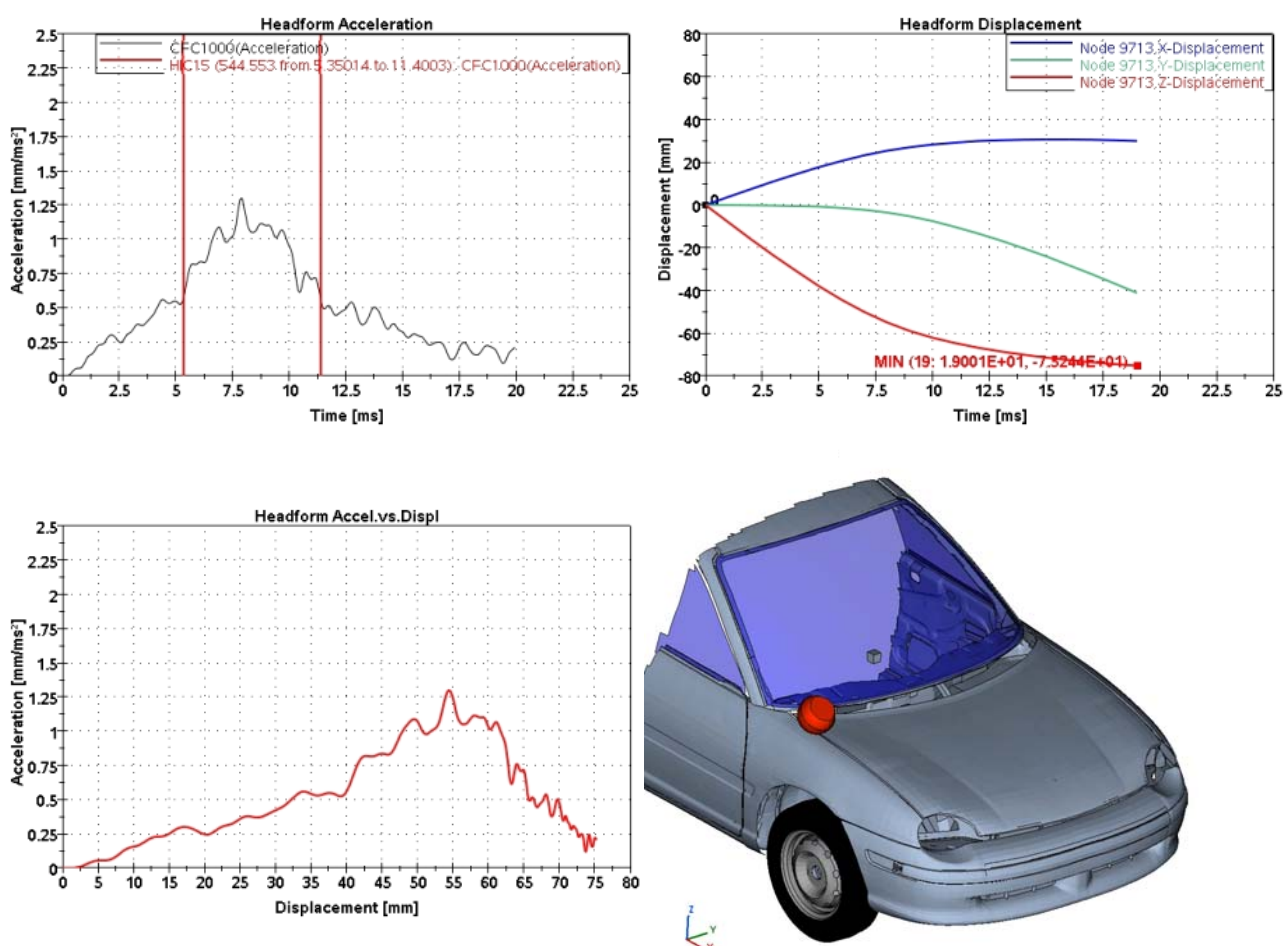 Headform Acceleration
2.5
2.25
2
1.75
1.5
1.25
1
0.75
0.5
0.25
0
Acceleration [mm/ms²]
CFC1000(Acceleration)
HIC15 (544.553 from 5.35014 to 11.4003) CFC1000(Acceleration)
0 2.5 5 7.5 10 12.5 15 17.5 20 22.5 25
Time [ms]
Headform Displacement
80
60
40
20
0
-20
-40
-60
-80
Displacement [mm]
Node 9713,X-Displacement
Node 9713,Y-Displacement
Node 9713,Z-Displacement
MIN (19: 1.9001E+01, -7.5244E+01)
0 2.5 5 7.5 10 12.5 15 17.5 20 22.5 25
Time [ms]
Headform Accel.vs.Displ
2.5
2.25
2
1.75
1.5
1.25
1
0.75
0.5
0.25
0
Acceleration [mm/ms²]
0 5 10 15 20 25 30 35 40 45 50 55 60 65 70 75 80
Displacement [mm]
Z
Y